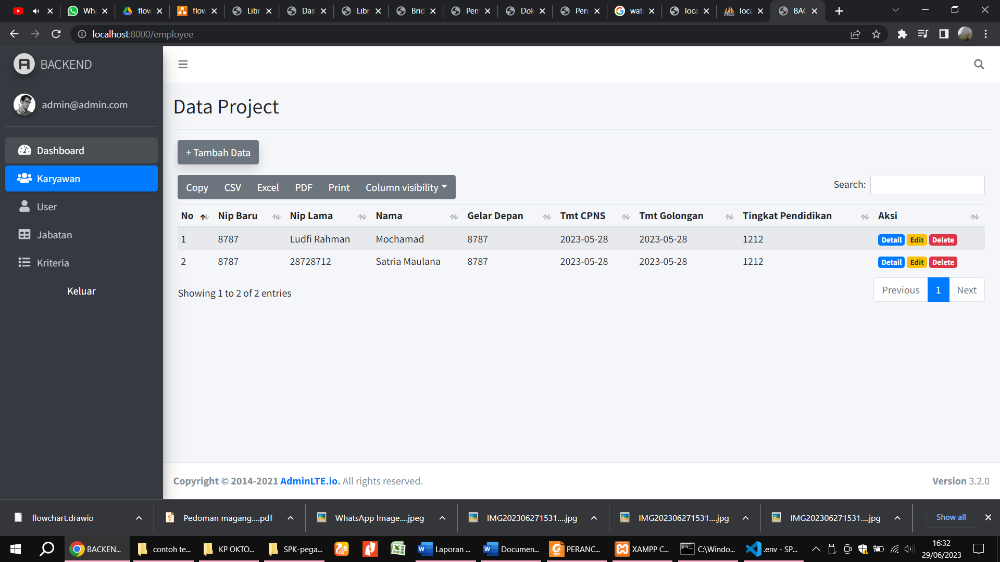 Wha
flow
flow
Libr
Das
Libr
Brid
Pem
Dok
Pen
wat
loca
loca
BAC
localhost:8000/employee
BACKEND
admin@admin.com
Dashboard
Karyawan
User
Jabatan
Kriteria
Keluar
Data Project
+ Tambah Data
Copy CSV Excel PDF Print Column visibility
Search:
No Nip Baru Nip Lama Nama Gelar Depan Tmt CPNS Tmt Golongan Tingkat Pendidikan Aksi
1 8787 Ludfi Rahman Mochamad 8787 2023-05-28 2023-05-28 1212 Detail Edit Delete
2 8787 28728712 Satria Maulana 8787 2023-05-28 2023-05-28 1212 Detail Edit Delete
Showing 1 to 2 of 2 entries
Previous 1 Next
Copyright © 2014-2021 AdminLTE.io. All rights reserved.
Version 3.2.0
flowchart.drawio
Pedoman magang....pdf
WhatsApp Image....jpeg
IMG202306271531....jpg
IMG202306271531....jpg
IMG202306271531....jpg
Show all
BACKEN...
contoh te...
KP OKTO...
SPK-pega...
Laporan ...
Documen...
PERANC...
XAMPP C...
C:\Windo...
.env - SP...
16:32
29/06/2023